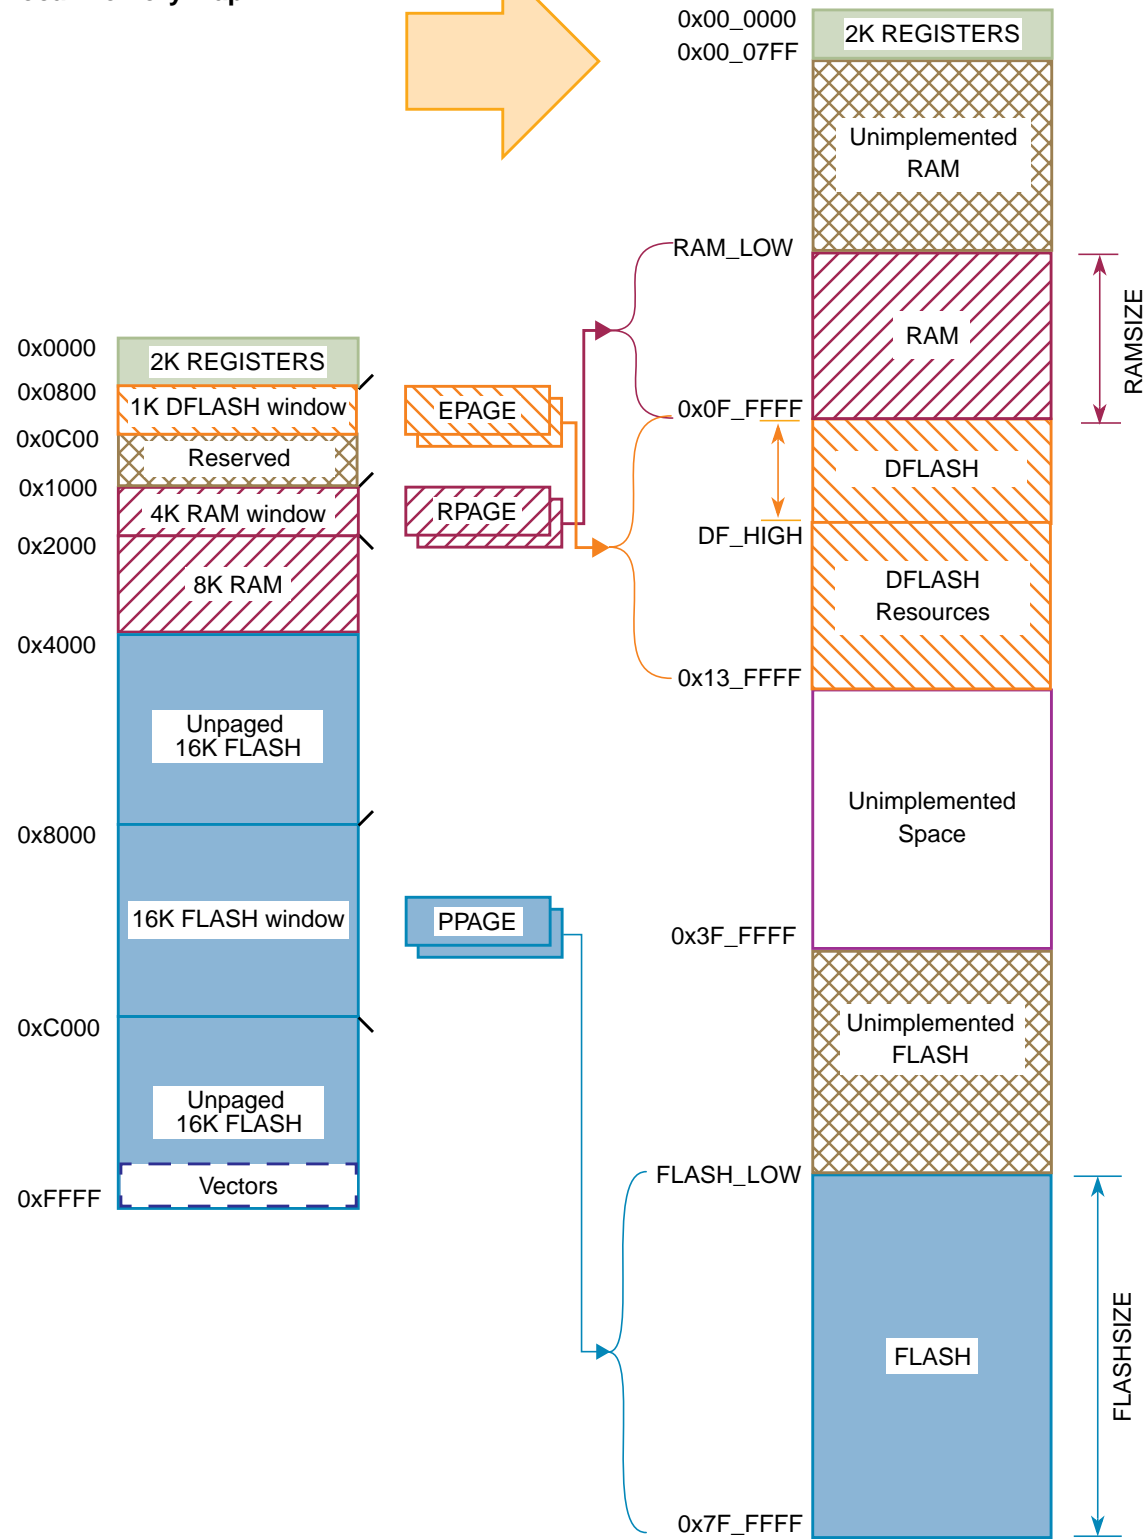 0x00_0000
2K REGISTERS
0x00_07FF
Unimplemented
RAM
RAM_LOW
RAM
RAMSIZE
0x0F_FFFF
DFLASH
DF_HIGH
DFLASH
Resources
0x13_FFFF
Unimplemented
Space
0x3F_FFFF
Unimplemented
FLASH
FLASH_LOW
FLASH
FLASHSIZE
0x7F_FFFF
0x0000
2K REGISTERS
0x0800
1K DFLASH window
0x0C00
Reserved
0x1000
4K RAM window
0x2000
8K RAM
0x4000
Unpaged
16K FLASH
0x8000
16K FLASH window
0xC000
Unpaged
16K FLASH
Vectors
0xFFFF
EPAGE
RPAGE
PPAGE